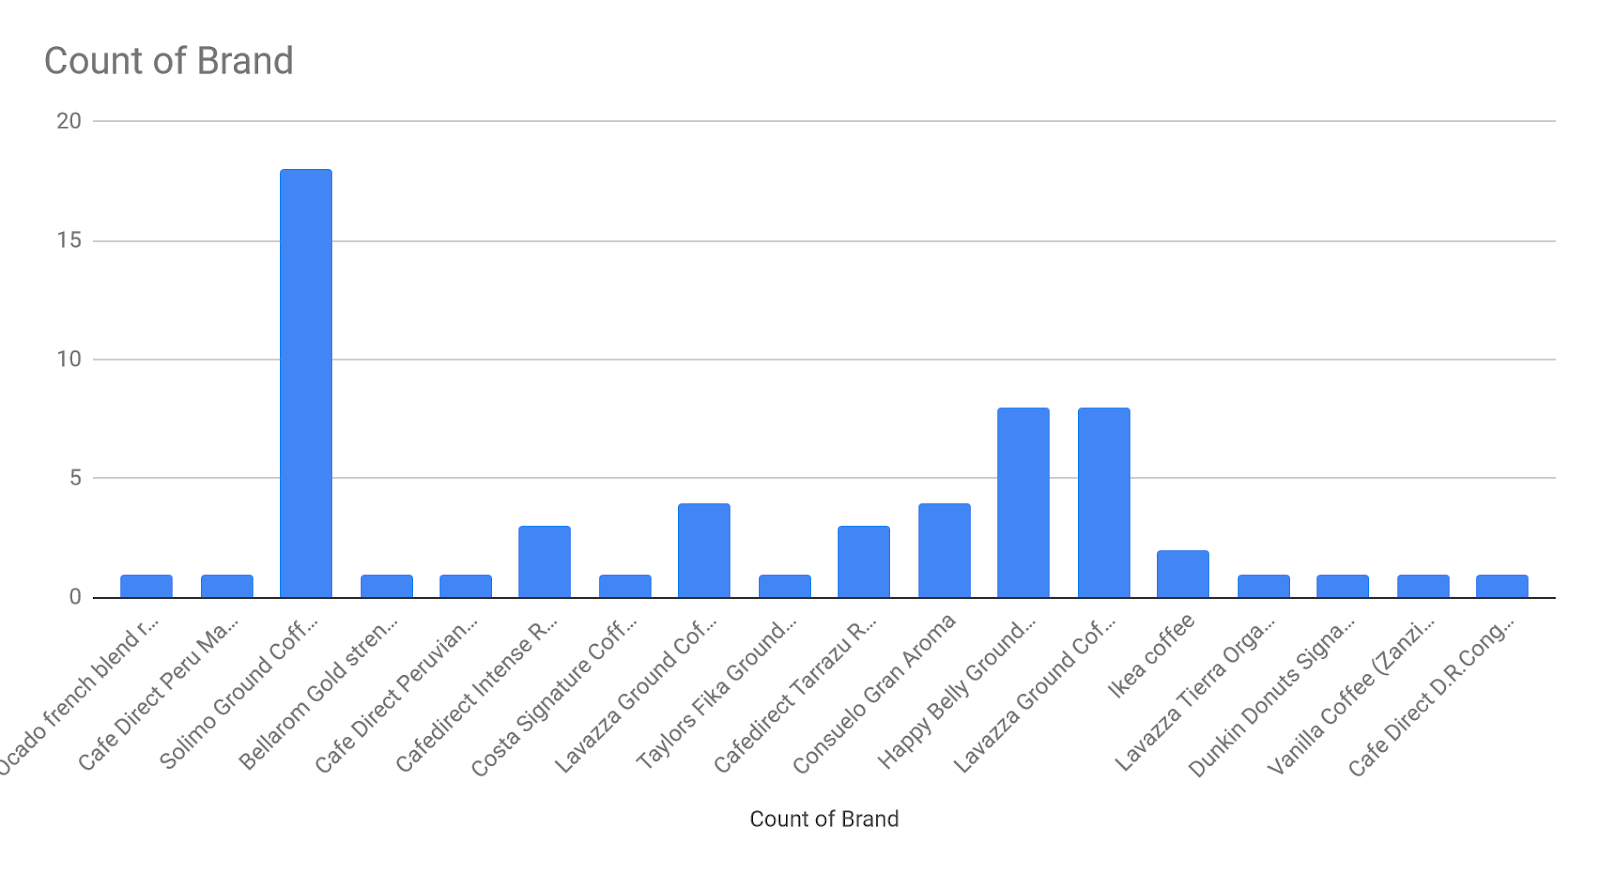 Count of Brand
20
15
10
5
0
Ocado french blend r...
Cafe Direct Peru Ma...
Solimo Ground Coff...
Bellarom Gold stren...
Cafe Direct Peruvian...
Cafedirect Intense R...
Costa Signature Coff...
Lavazza Ground Cof...
Taylors Fika Ground...
Cafedirect Tarrazu R...
Consuelo Gran Aroma
Happy Belly Ground...
Lavazza Ground Cof...
Ikea coffee
Lavazza Tierra Orga...
Dunkin Donuts Signa...
Vanilla Coffee (Zanzi...
Cafe Direct D.R.Cong...
Count of Brand